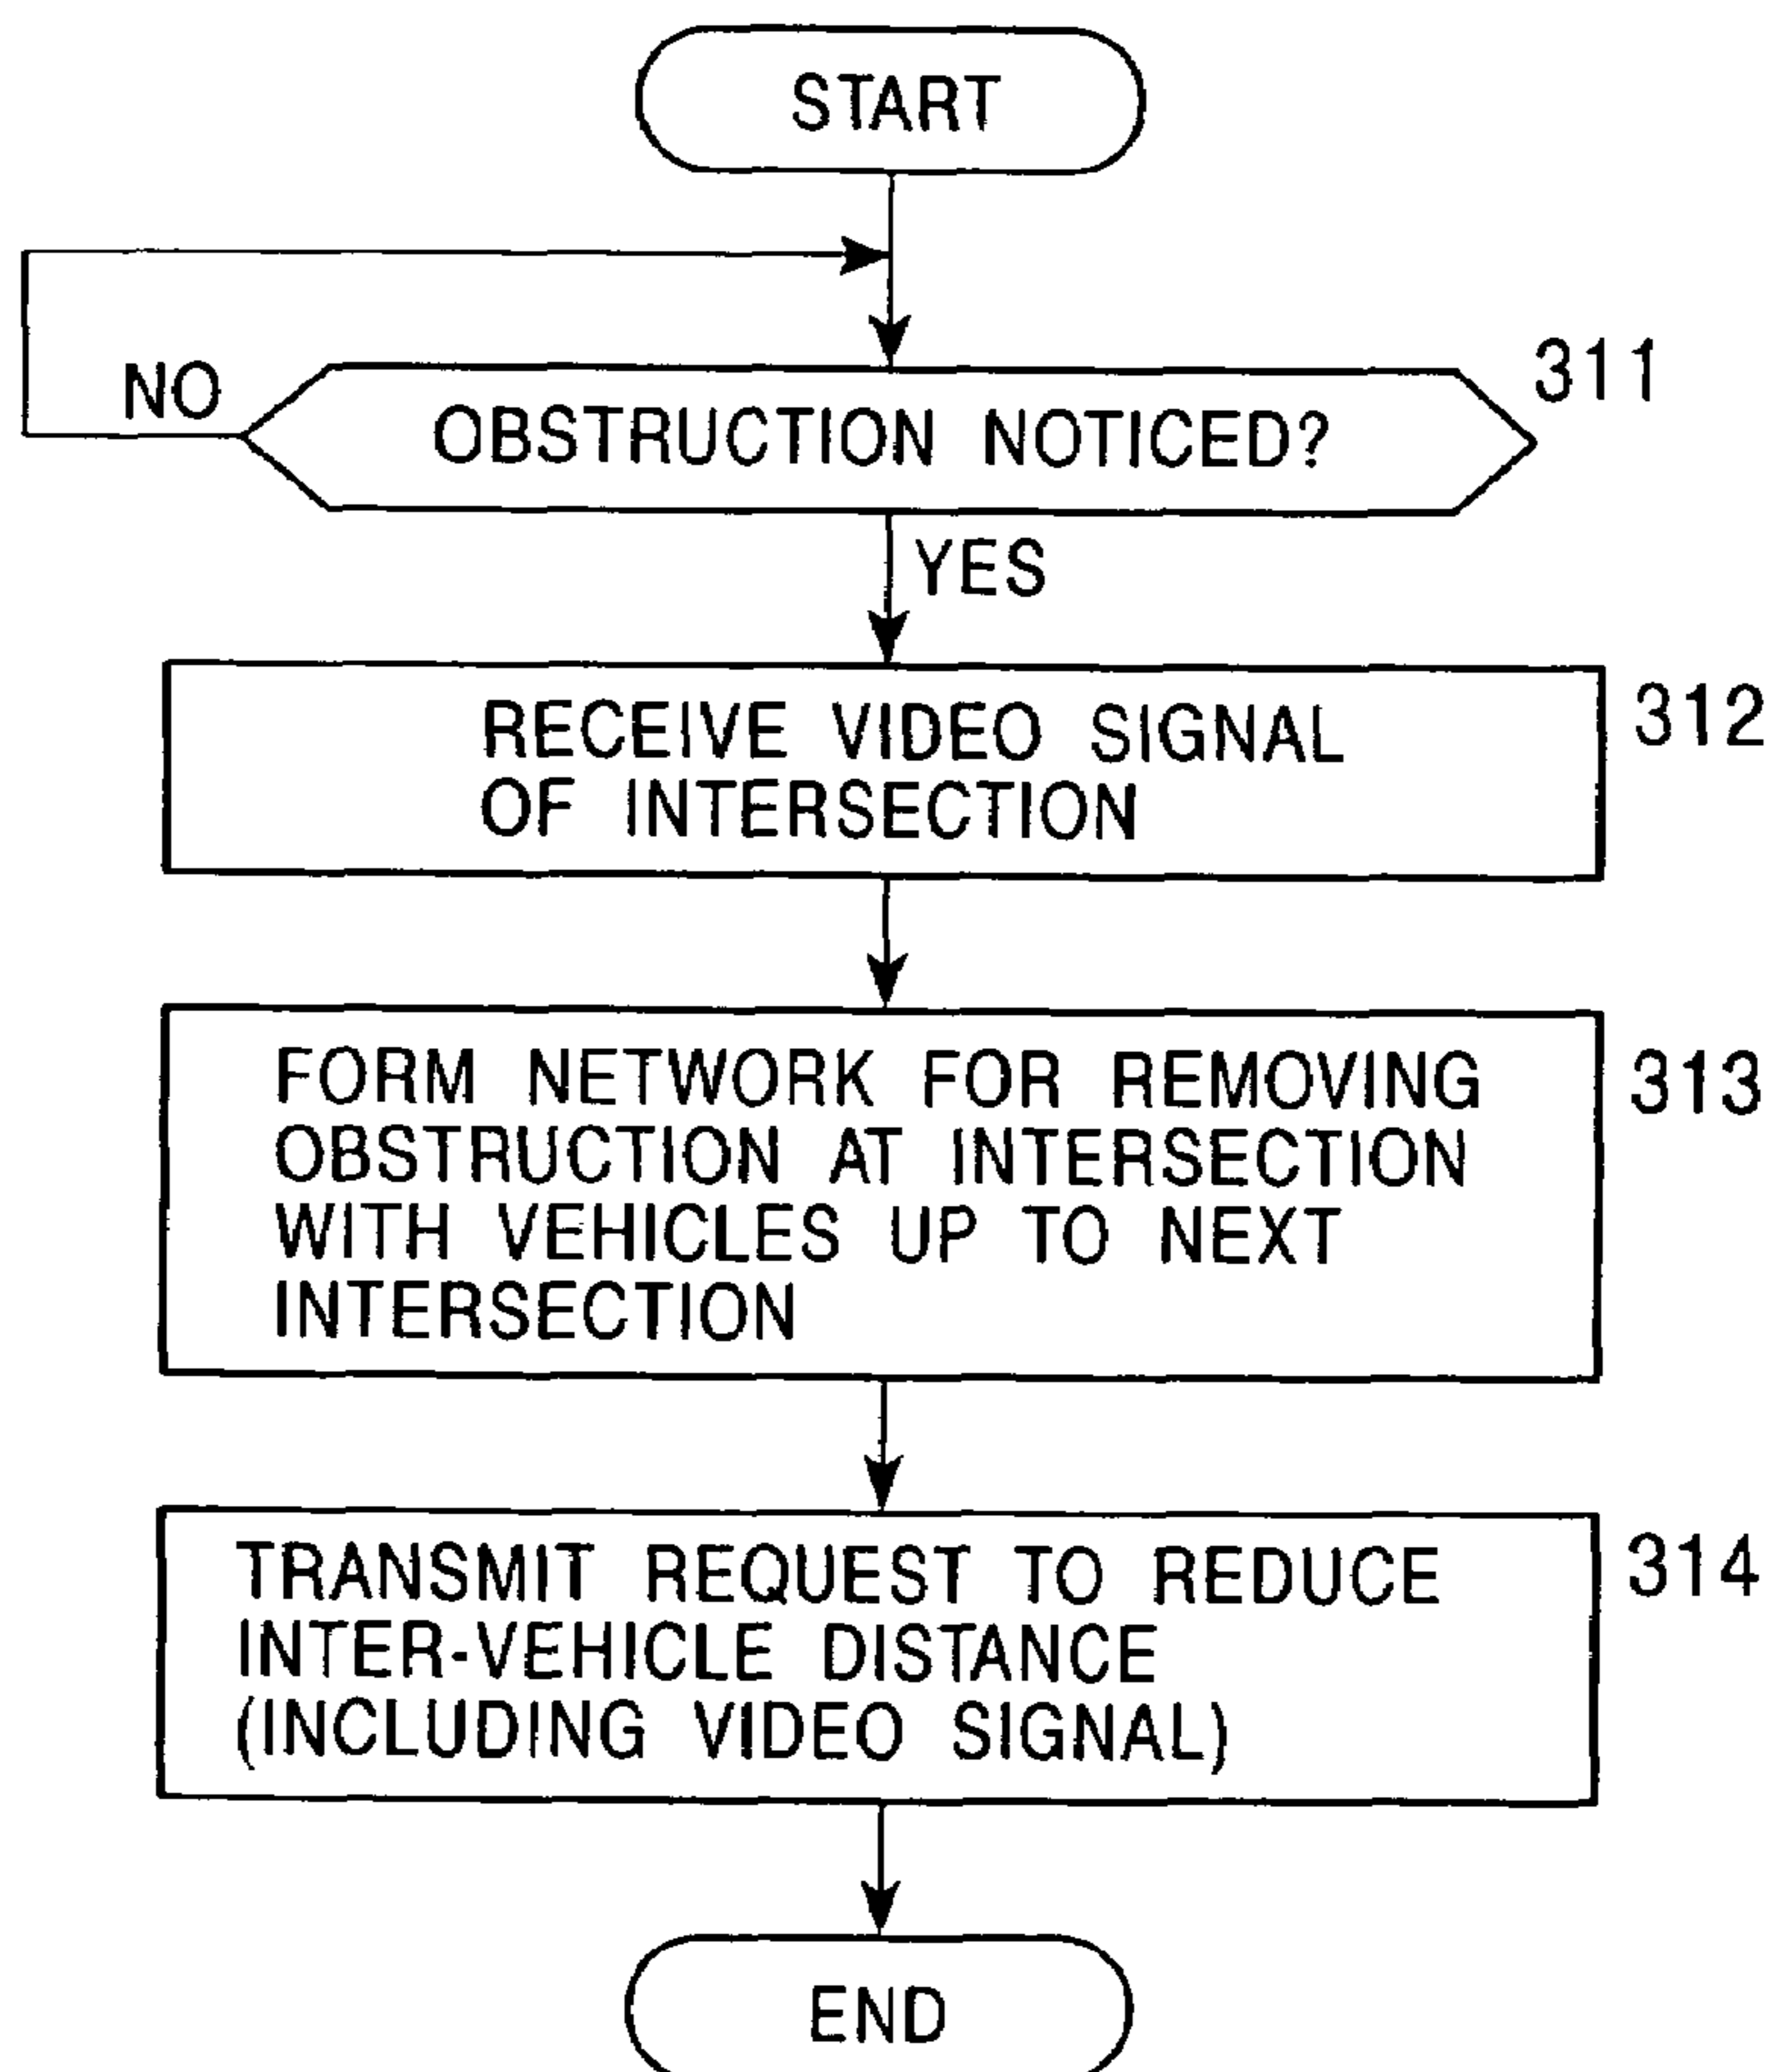 START
NO
OBSTRUCTION NOTICED?
311
YES
RECEIVE VIDEO SIGNAL
OF INTERSECTION
312
FORM NETWORK FOR REMOVING
OBSTRUCTION AT INTERSECTION
WITH VEHICLES UP TO NEXT
INTERSECTION
313
TRANSMIT REQUEST TO REDUCE
INTER-VEHICLE DISTANCE
(INCLUDING VIDEO SIGNAL)
314
END